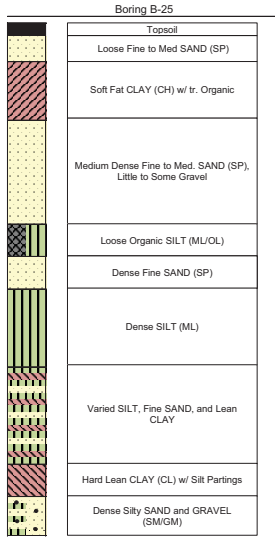 Boring B-25
Topsoil
Loose Fine to Med SAND (SP)
Soft Fat CLAY (CH) w/ tr. Organic
Medium Dense Fine to Med. SAND (SP),
Little to Some Gravel
Loose Organic SILT (ML/OL)
Dense Fine SAND (SP)
Dense SILT (ML)
Varied SILT, Fine SAND, and Lean
CLAY
Hard Lean CLAY (CL) w/ Silt Partings
Dense Silty SAND and GRAVEL
(SM/GM)